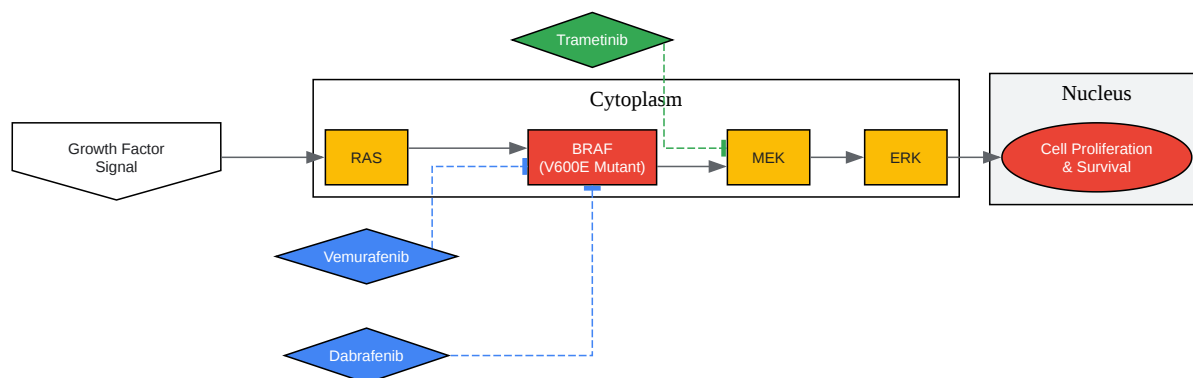 Trametinib
Cytoplasm
Nucleus
Growth Factor
Signal
RAS
BRAF
(V600E Mutant)
MEK
ERK
Cell Proliferation
& Survival
Vemurafenib
Dabrafenib